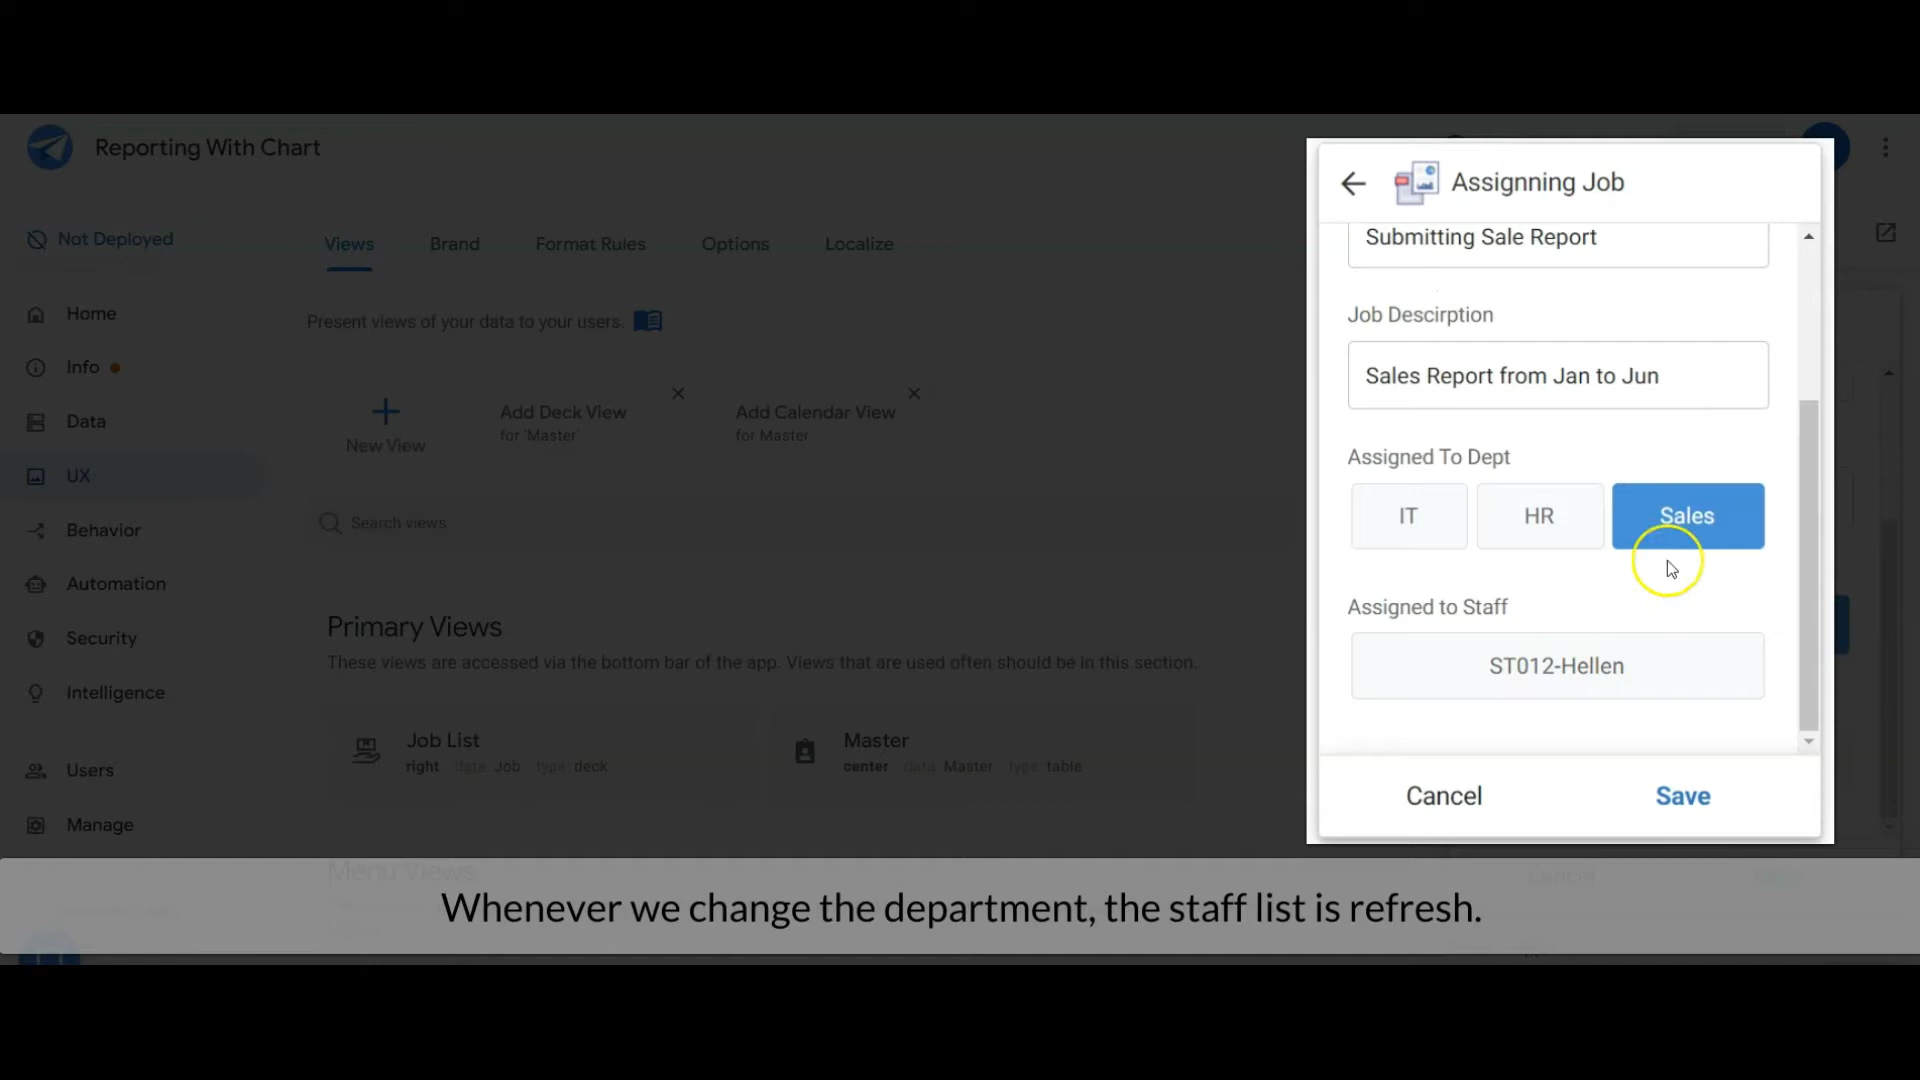 Reporting With Chart
Not Deployed
Home
Info
Data
UX
Behavior
Automation
Security
Intelligence
Users
Manage
Views
Brand
Format Rules
Options
Localize
Present views of your data to your users.
New View
Add Deck View
for 'Master'
Add Calendar View
for Master
Search views
Primary Views
These views are accessed via the bottom bar of the app. Views that are used often should be in this section.
Job List
right data Job type deck
Master
center data Master type table
Menu Views
Assignning Job
Submitting Sale Report
Job Descirption
Sales Report from Jan to Jun
Assigned To Dept
IT
HR
Sales
Assigned to Staff
ST012-Hellen
Cancel
Save
Whenever we change the department, the staff list is refresh.